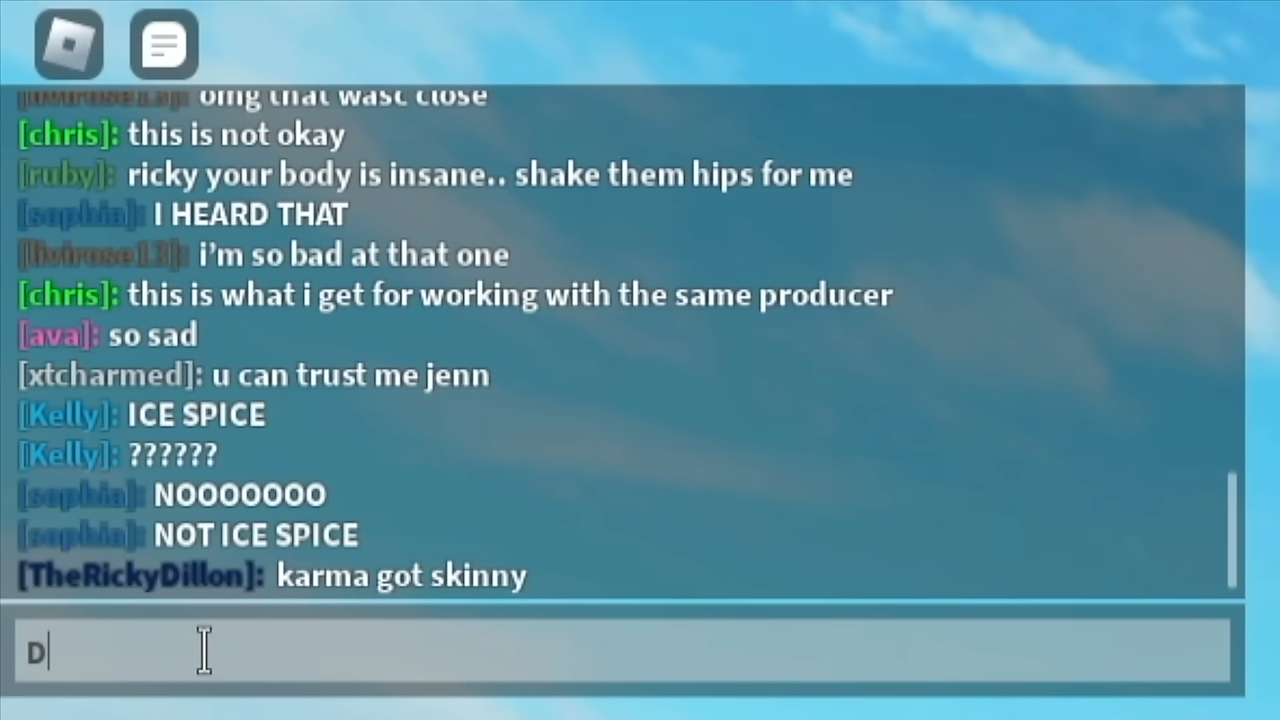 [livirose13]: omg that wasc close
[chris]: this is not okay
[ruby]: ricky your body is insane.. shake them hips for me
[sophia]: I HEARD THAT
[livirose13]: i’m so bad at that one
[chris]: this is what i get for working with the same producer
[ava]: so sad
[xtcharmed]: u can trust me jenn
[Kelly]: ICE SPICE
[Kelly]: ??????
[sophia]: NOOOOOOO
[sophia]: NOT ICE SPICE
[TheRickyDillon]: karma got skinny
D